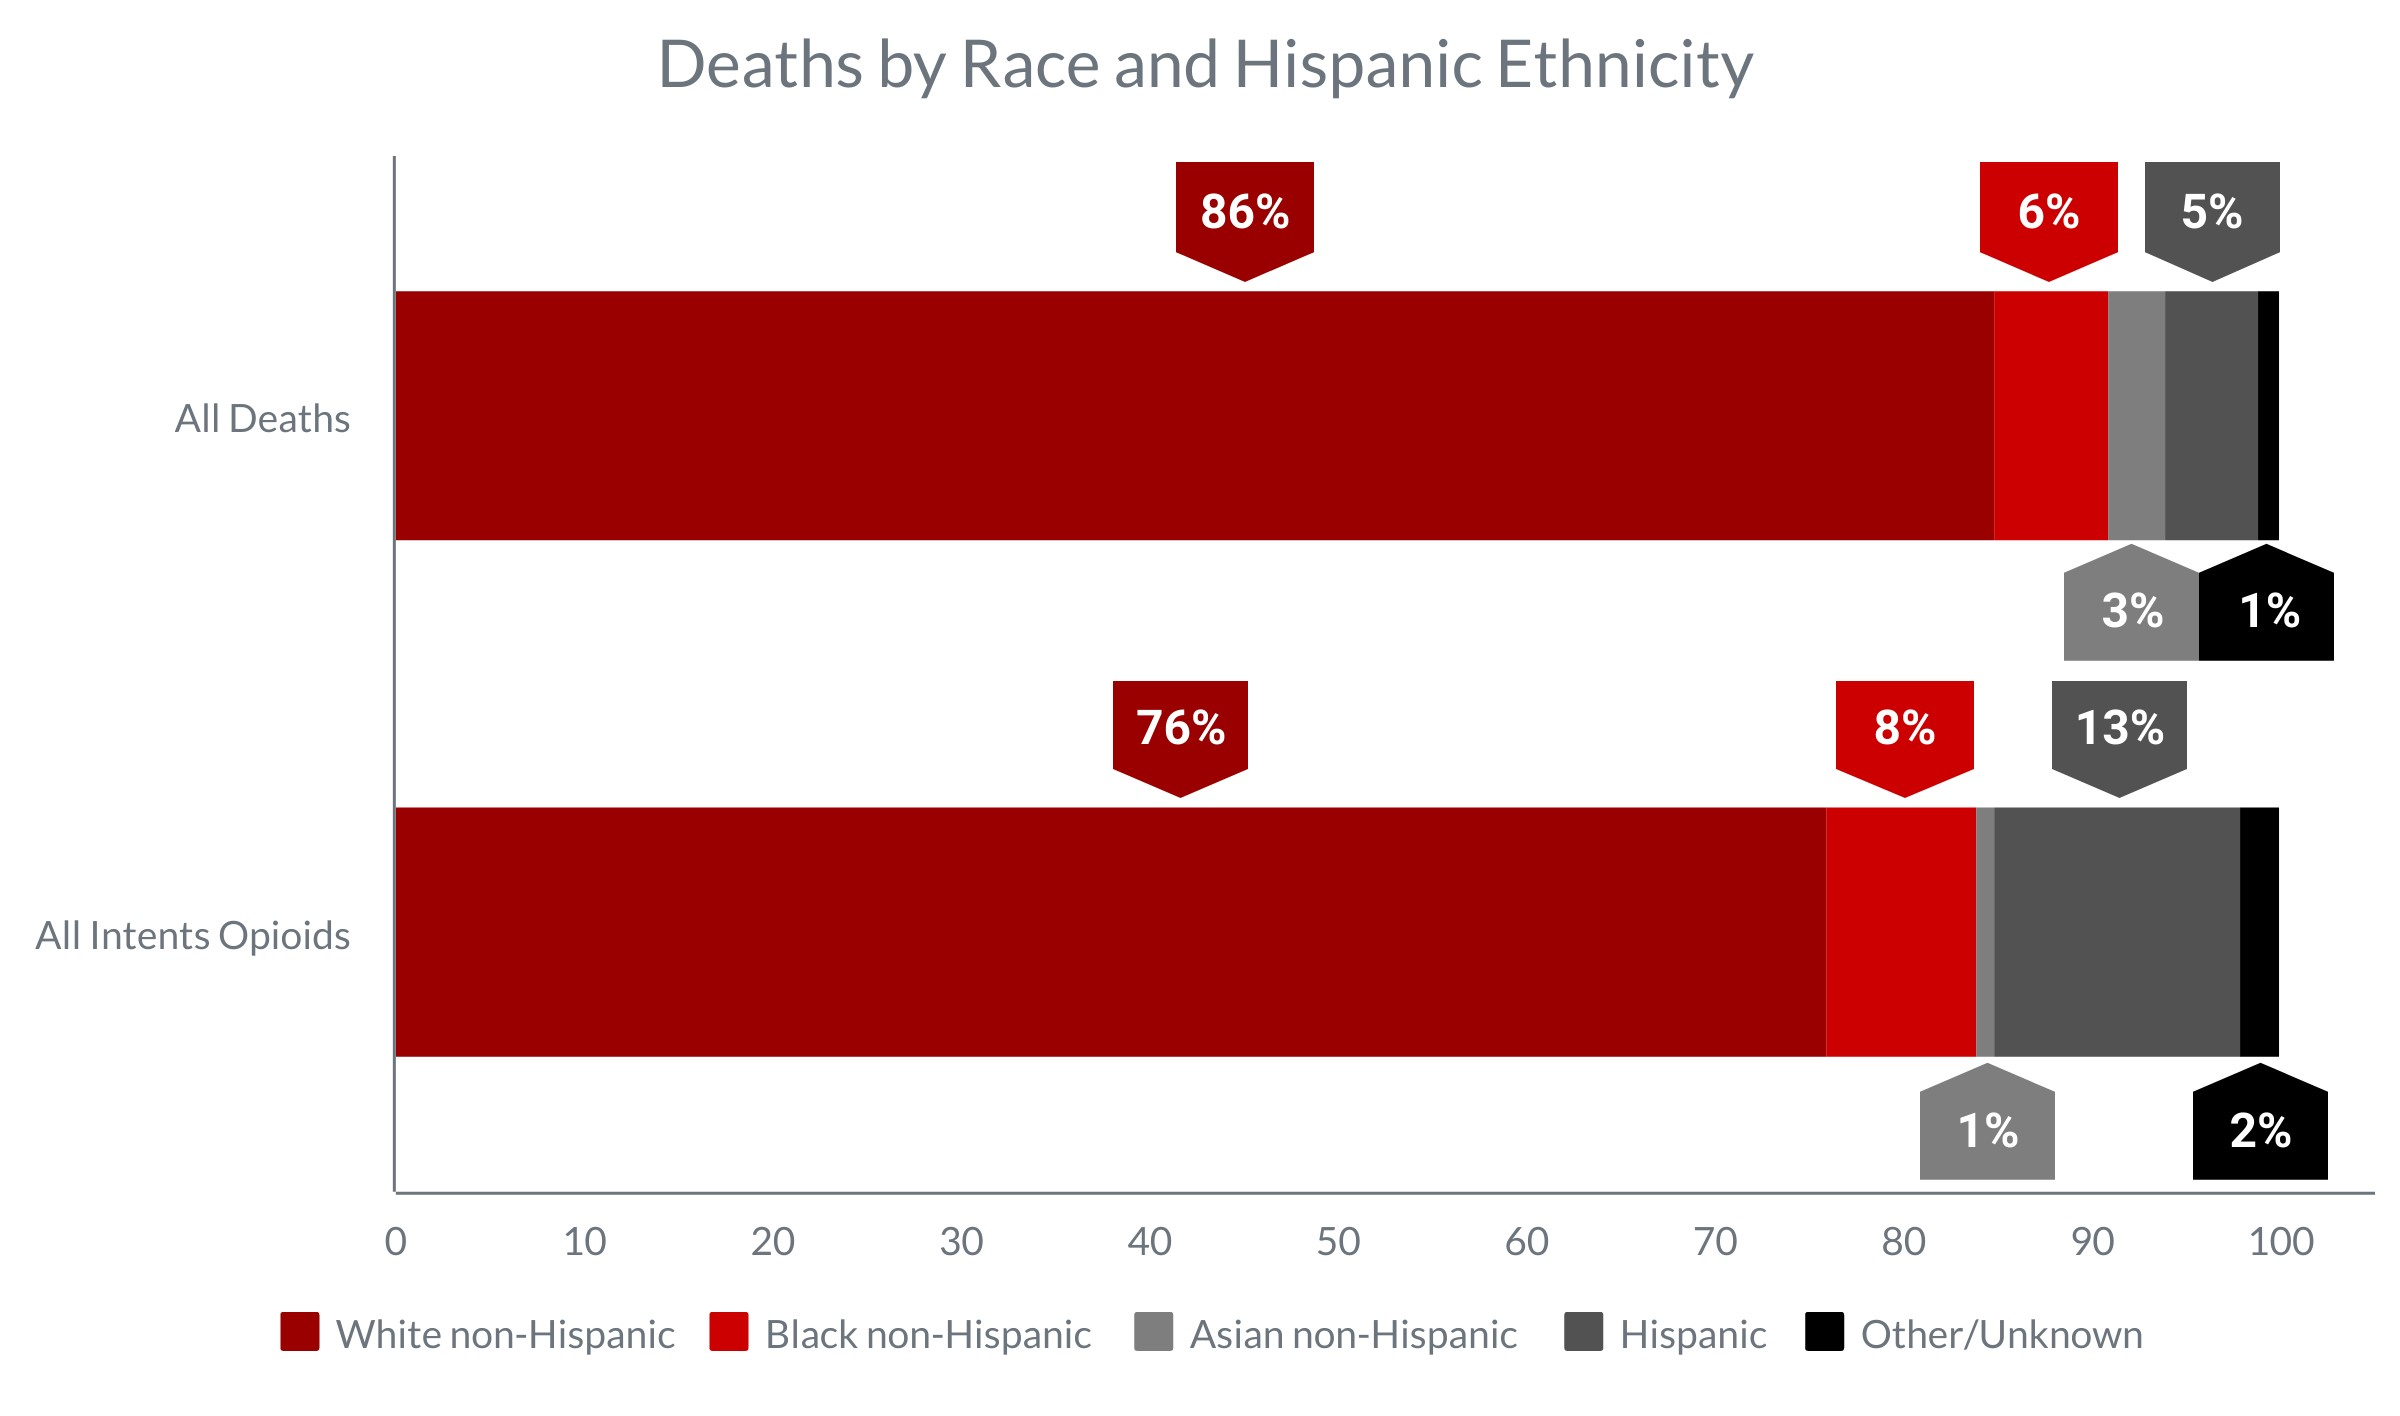 Deaths by Race and Hispanic Ethnicity
86% 6% 5%
All Deaths
3% 1%
76% 8% 13%
All Intents Opioids
1% 2%
0 10 20 30 40 50 60 70 80 90 100
White non-Hispanic Black non-Hispanic Asian non-Hispanic Hispanic Other/Unknown